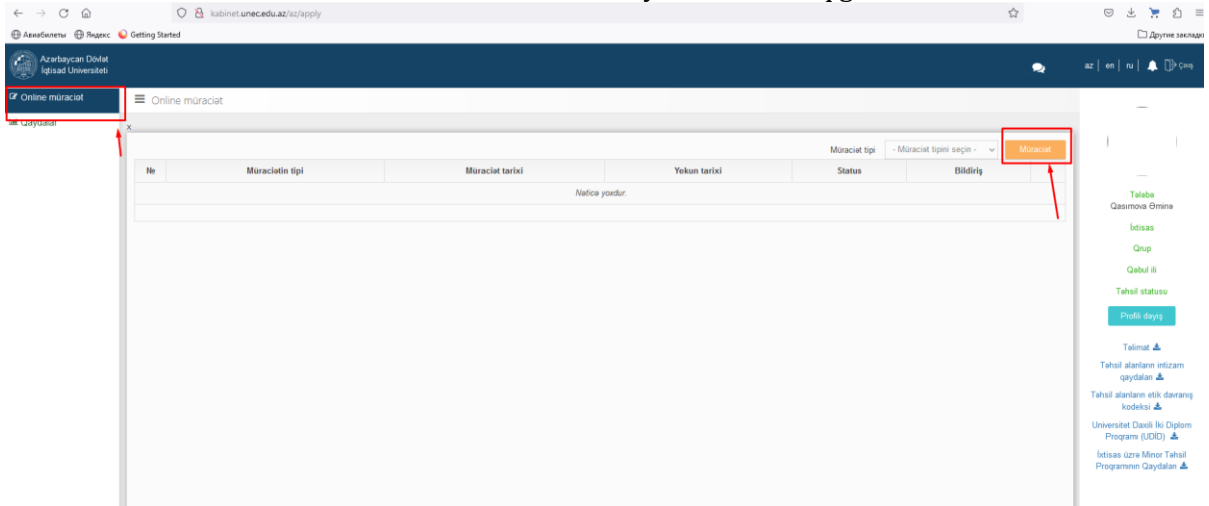 kabinet.unec.edu.az/az/apply
Авиабилеты Яндекс Getting Started
Другие закладки
Azərbaycan Dövlət
İqtisad Universiteti
az | en | ru | Çıxış
Online müraciət
Online müraciət
Qaydalar
x
Müraciət tipi - Müraciət tipini seçin - Müraciət
№ Müraciətin tipi Müraciət tarixi Yekun tarixi Status Bildiriş
Nəticə yoxdur.
Tələbə
Qasımova Əminə
İxtisas
Qrup
Qəbul ili
Təhsil statusu
Profili dəyiş
Təlimat
Təhsil alanların intizam
qaydaları
Təhsil alanların etik davranış
kodeksi
Universitet Daxili İki Diplom
Proqramı (UDİD)
İxtisas üzrə Minor Təhsil
Proqramının Qaydaları